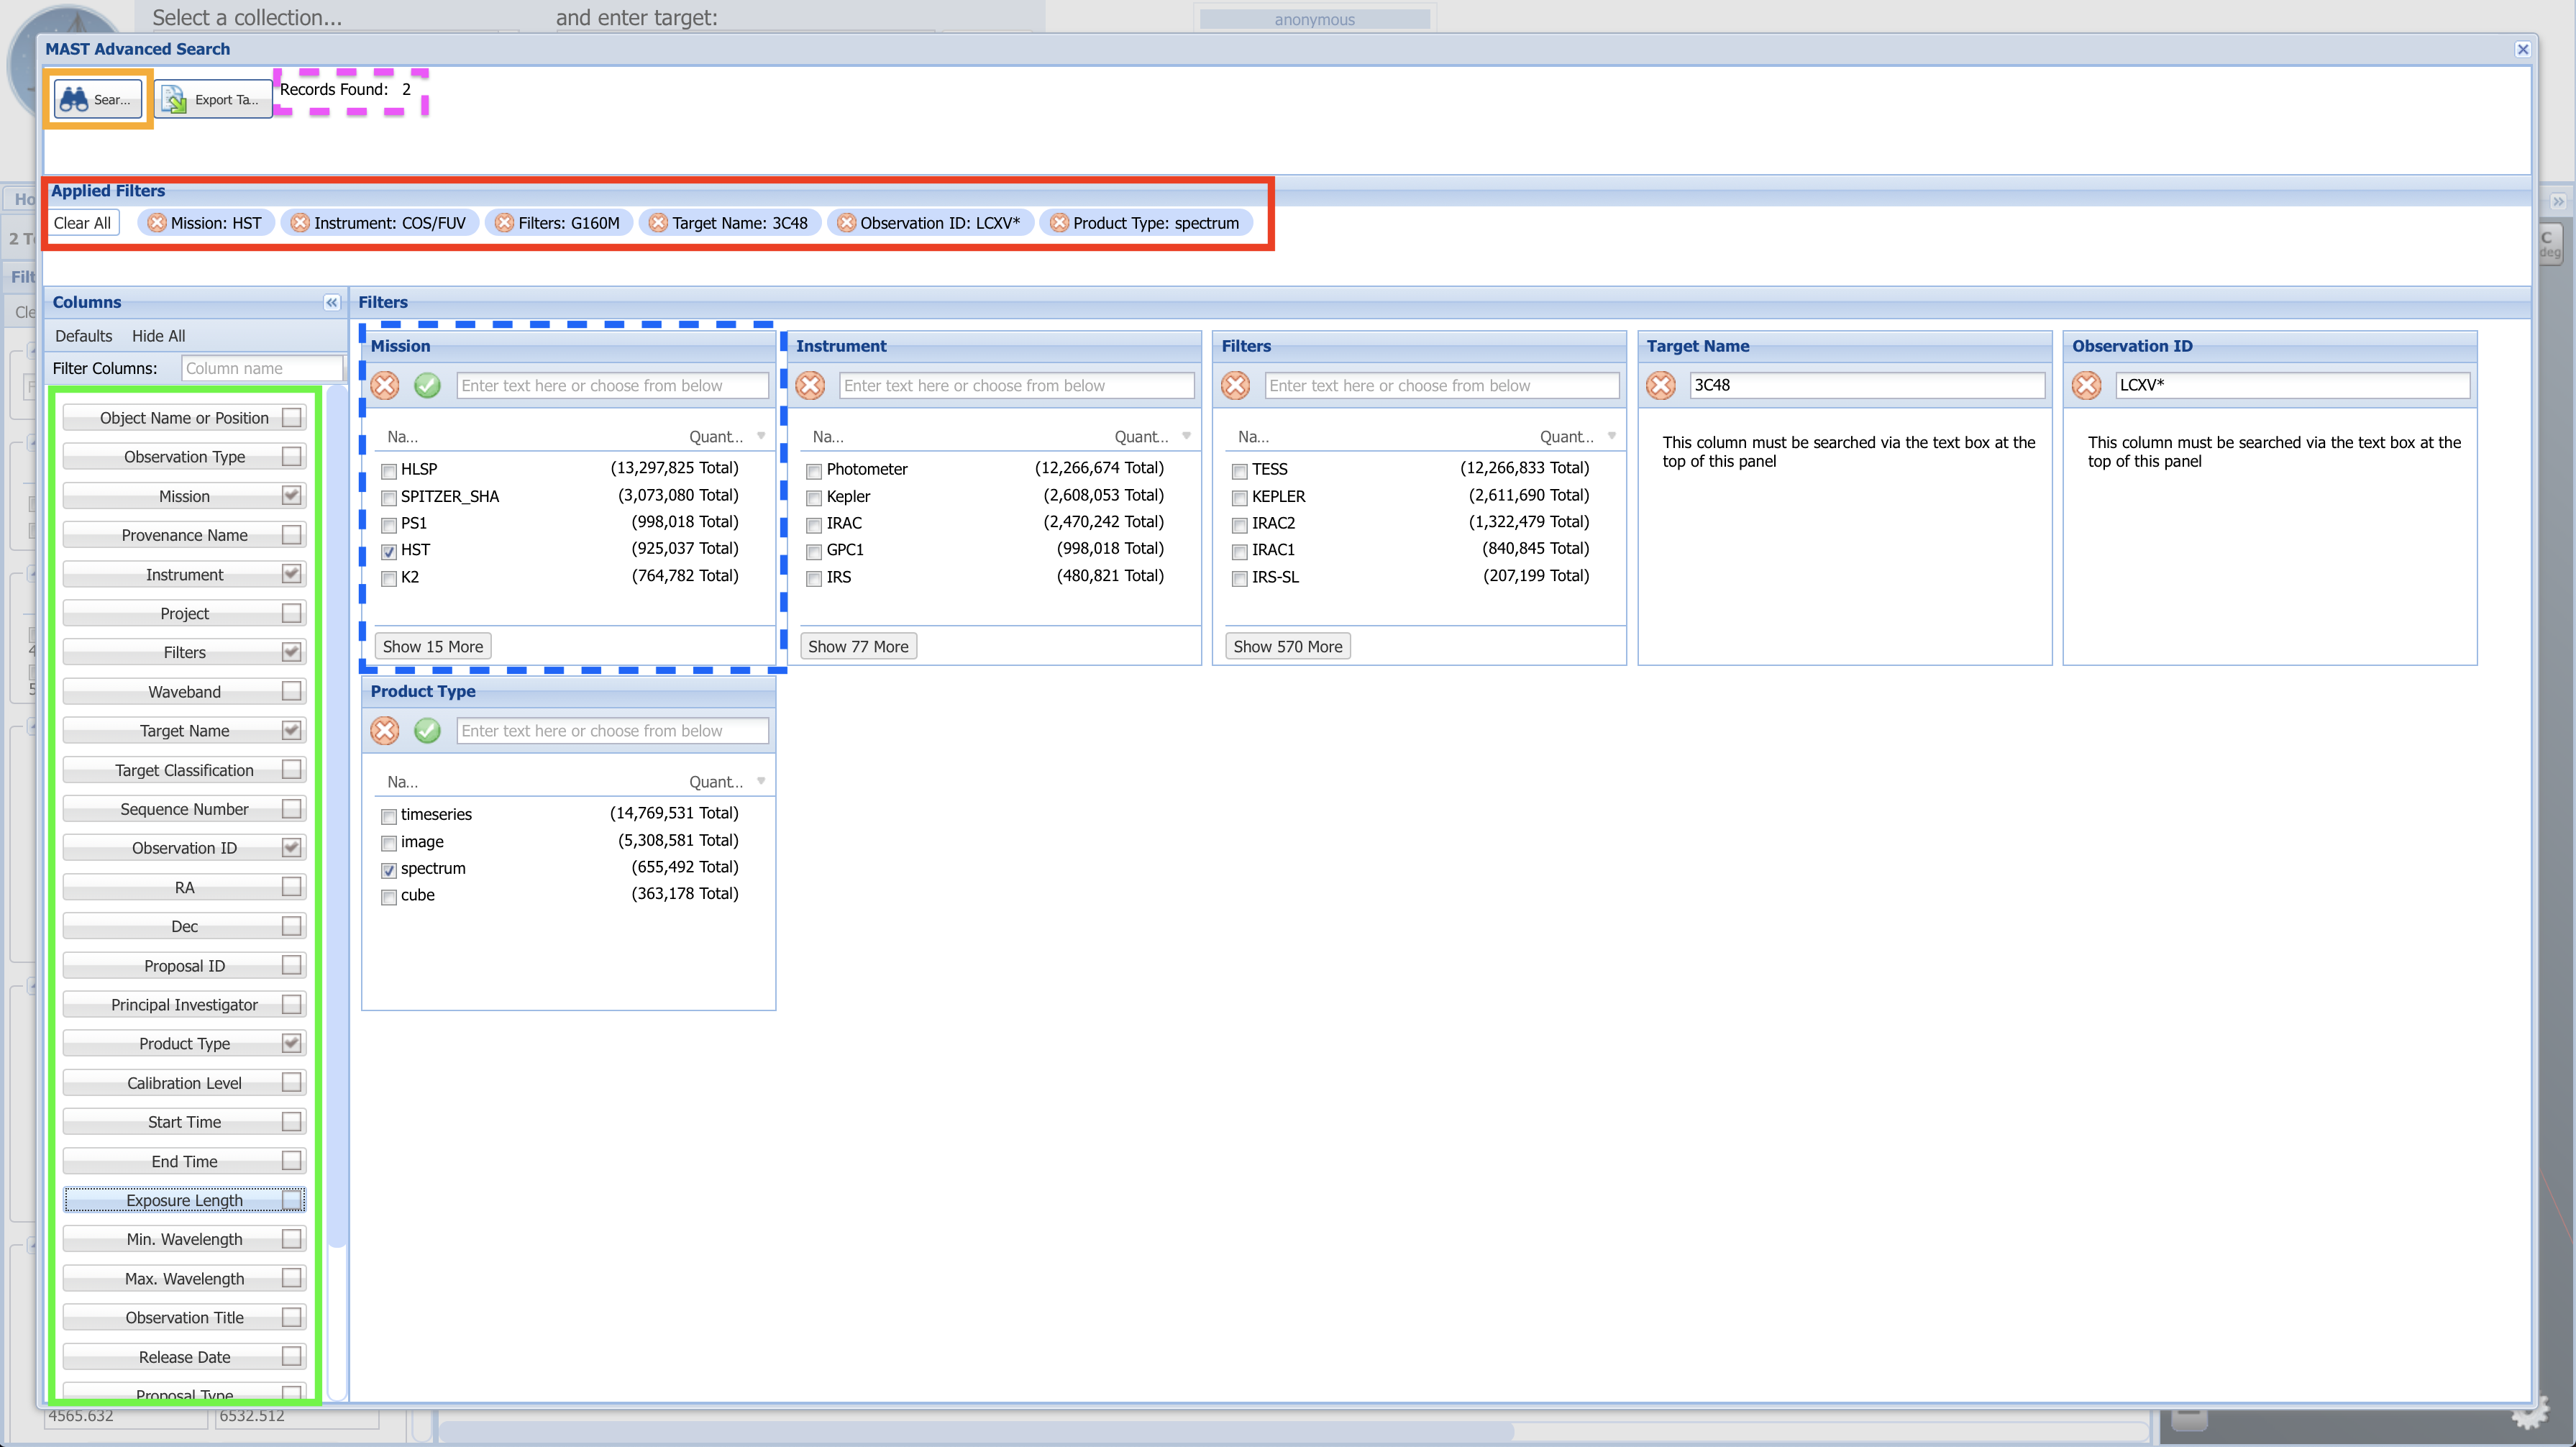 Select a collection... and enter target: anonymous
MAST Advanced Search
Sear... Export Ta... Records Found: 2
Applied Filters
Clear All Mission: HST Instrument: COS/FUV Filters: G160M Target Name: 3C48 Observation ID: LCXV* Product Type: spectrum
Columns
Defaults Hide All
Filter Columns: Column name
Object Name or Position
Observation Type
Mission
Provenance Name
Instrument
Project
Filters
Waveband
Target Name
Target Classification
Sequence Number
Observation ID
RA
Dec
Proposal ID
Principal Investigator
Product Type
Calibration Level
Start Time
End Time
Exposure Length
Min. Wavelength
Max. Wavelength
Observation Title
Release Date
Proposal Type
Filters
Mission
Enter text here or choose from below
Na... Quant...
HLSP (13,297,825 Total)
SPITZER_SHA (3,073,080 Total)
PS1 (998,018 Total)
HST (925,037 Total)
K2 (764,782 Total)
Show 15 More
Instrument
Enter text here or choose from below
Na... Quant...
Photometer (12,266,674 Total)
Kepler (2,608,053 Total)
IRAC (2,470,242 Total)
GPC1 (998,018 Total)
IRS (480,821 Total)
Show 77 More
Filters
Enter text here or choose from below
Na... Quant...
TESS (12,266,833 Total)
KEPLER (2,611,690 Total)
IRAC2 (1,322,479 Total)
IRAC1 (840,845 Total)
IRS-SL (207,199 Total)
Show 570 More
Target Name
3C48
This column must be searched via the text box at the
top of this panel
Observation ID
LCXV*
This column must be searched via the text box at the
top of this panel
Product Type
Enter text here or choose from below
Na... Quant...
timeseries (14,769,531 Total)
image (5,308,581 Total)
spectrum (655,492 Total)
cube (363,178 Total)
4565.632 6532.512